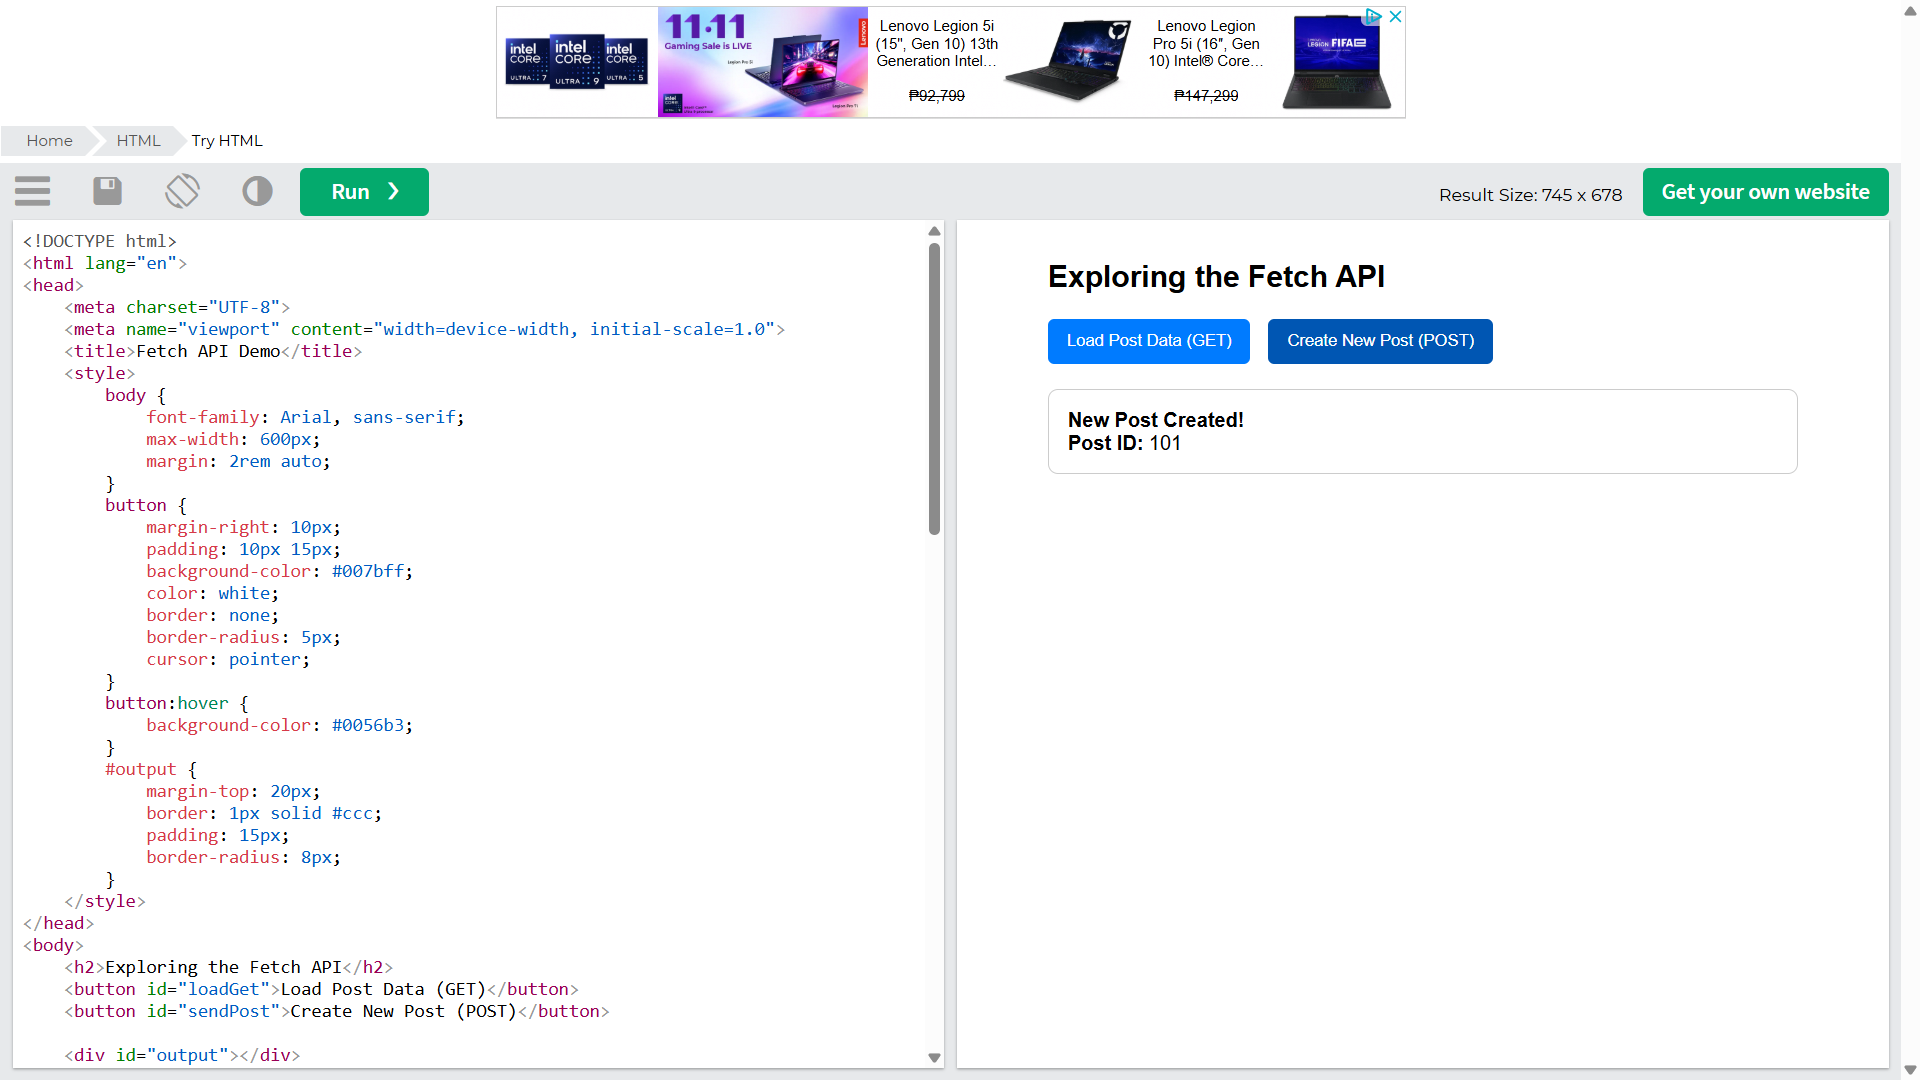 intel CORE ULTRA 7
intel CORE ULTRA 9
intel CORE ULTRA 5
11·11
Gaming Sale is LIVE
Legion Pro 5i
Legion Pro 7i
Lenovo
Lenovo Legion 5i
(15", Gen 10) 13th
Generation Intel...
₱92,799
Lenovo Legion
Pro 5i (16", Gen
10) Intel® Core...
₱147,299
LEGION FIFA
Home
HTML
Try HTML
Run ❯
Result Size: 745 x 678
Get your own website
<!DOCTYPE html>
<html lang="en">
<head>
    <meta charset="UTF-8">
    <meta name="viewport" content="width=device-width, initial-scale=1.0">
    <title>Fetch API Demo</title>
    <style>
        body {
            font-family: Arial, sans-serif;
            max-width: 600px;
            margin: 2rem auto;
        }
        button {
            margin-right: 10px;
            padding: 10px 15px;
            background-color: #007bff;
            color: white;
            border: none;
            border-radius: 5px;
            cursor: pointer;
        }
        button:hover {
            background-color: #0056b3;
        }
        #output {
            margin-top: 20px;
            border: 1px solid #ccc;
            padding: 15px;
            border-radius: 8px;
        }
    </style>
</head>
<body>
    <h2>Exploring the Fetch API</h2>
    <button id="loadGet">Load Post Data (GET)</button>
    <button id="sendPost">Create New Post (POST)</button>
    <div id="output"></div>
Exploring the Fetch API
Load Post Data (GET)
Create New Post (POST)
New Post Created!
Post ID: 101